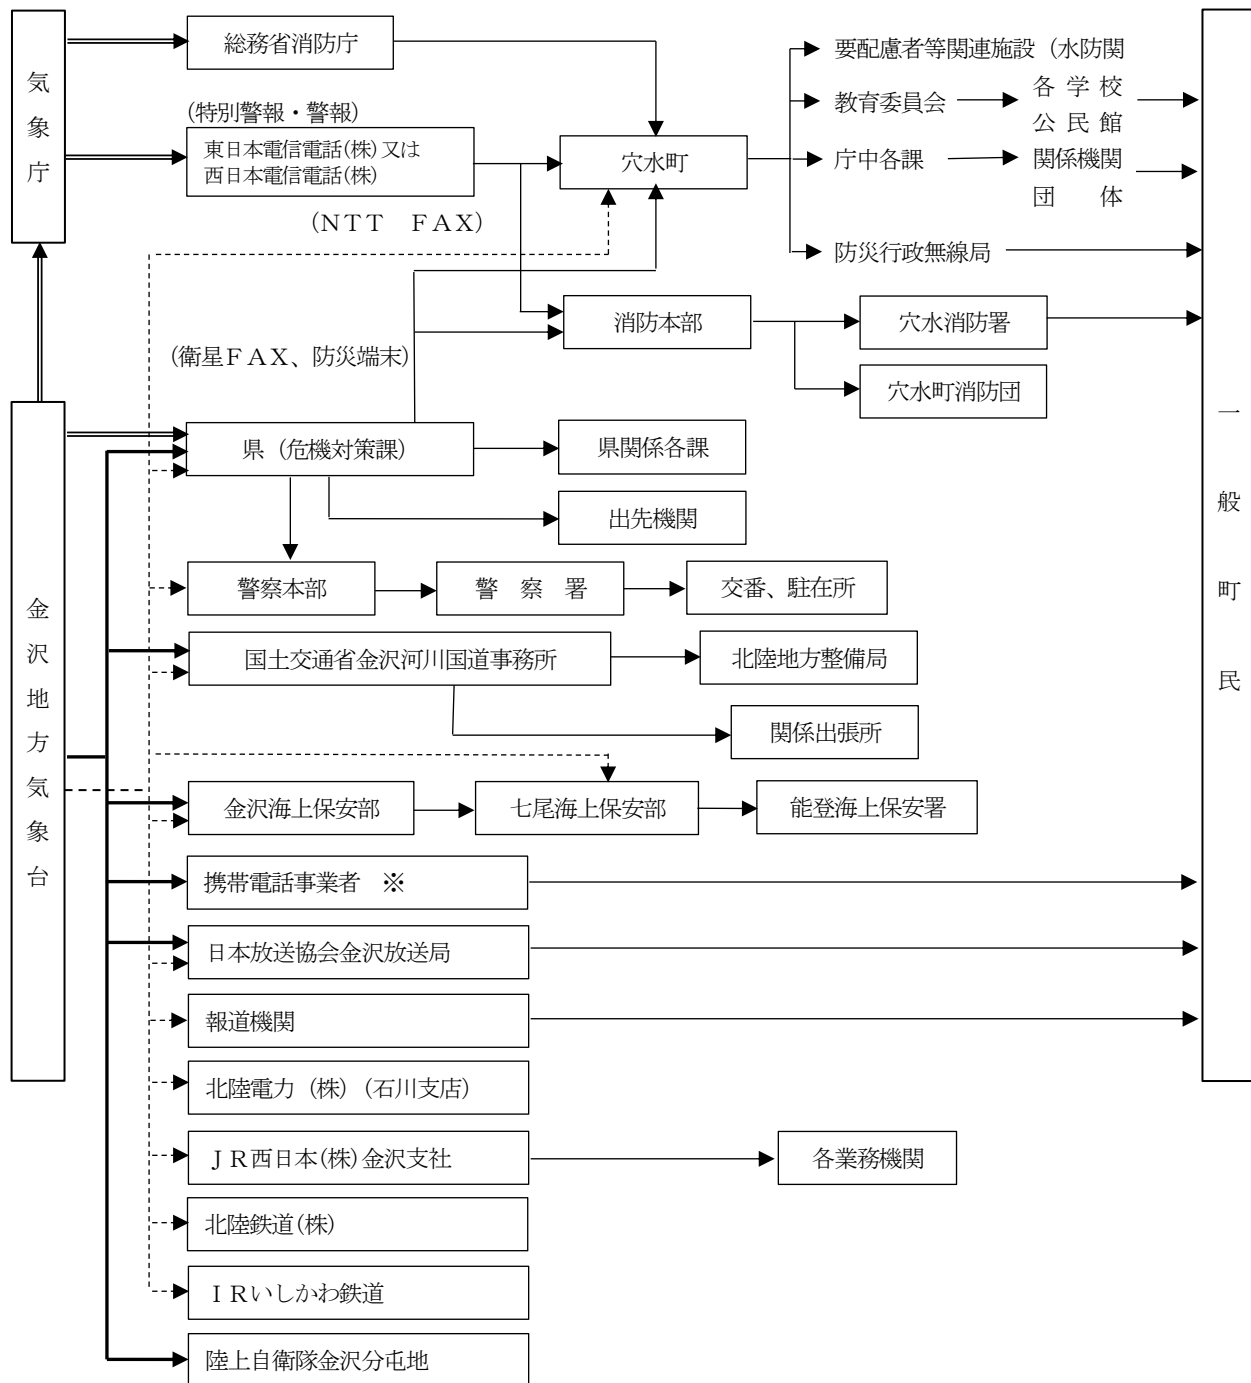 気象庁
総務省消防庁
(特別警報・警報)
東日本電信電話(株)又は
西日本電信電話(株)
(ＮＴＴ　ＦＡＸ)
穴水町
要配慮者等関連施設（水防関
教育委員会
各学校
公民館
庁中各課
関係機関
団　体
防災行政無線局
消防本部
穴水消防署
穴水町消防団
(衛星ＦＡＸ、防災端末)
金沢地方気象台
県（危機対策課）
県関係各課
出先機関
警察本部
警　察　署
交番、駐在所
国土交通省金沢河川国道事務所
北陸地方整備局
関係出張所
金沢海上保安部
七尾海上保安部
能登海上保安署
携帯電話事業者　※
日本放送協会金沢放送局
報道機関
北陸電力（株）（石川支店）
ＪＲ西日本(株)金沢支社
各業務機関
北陸鉄道(株)
ＩＲいしかわ鉄道
陸上自衛隊金沢分屯地
一般町民